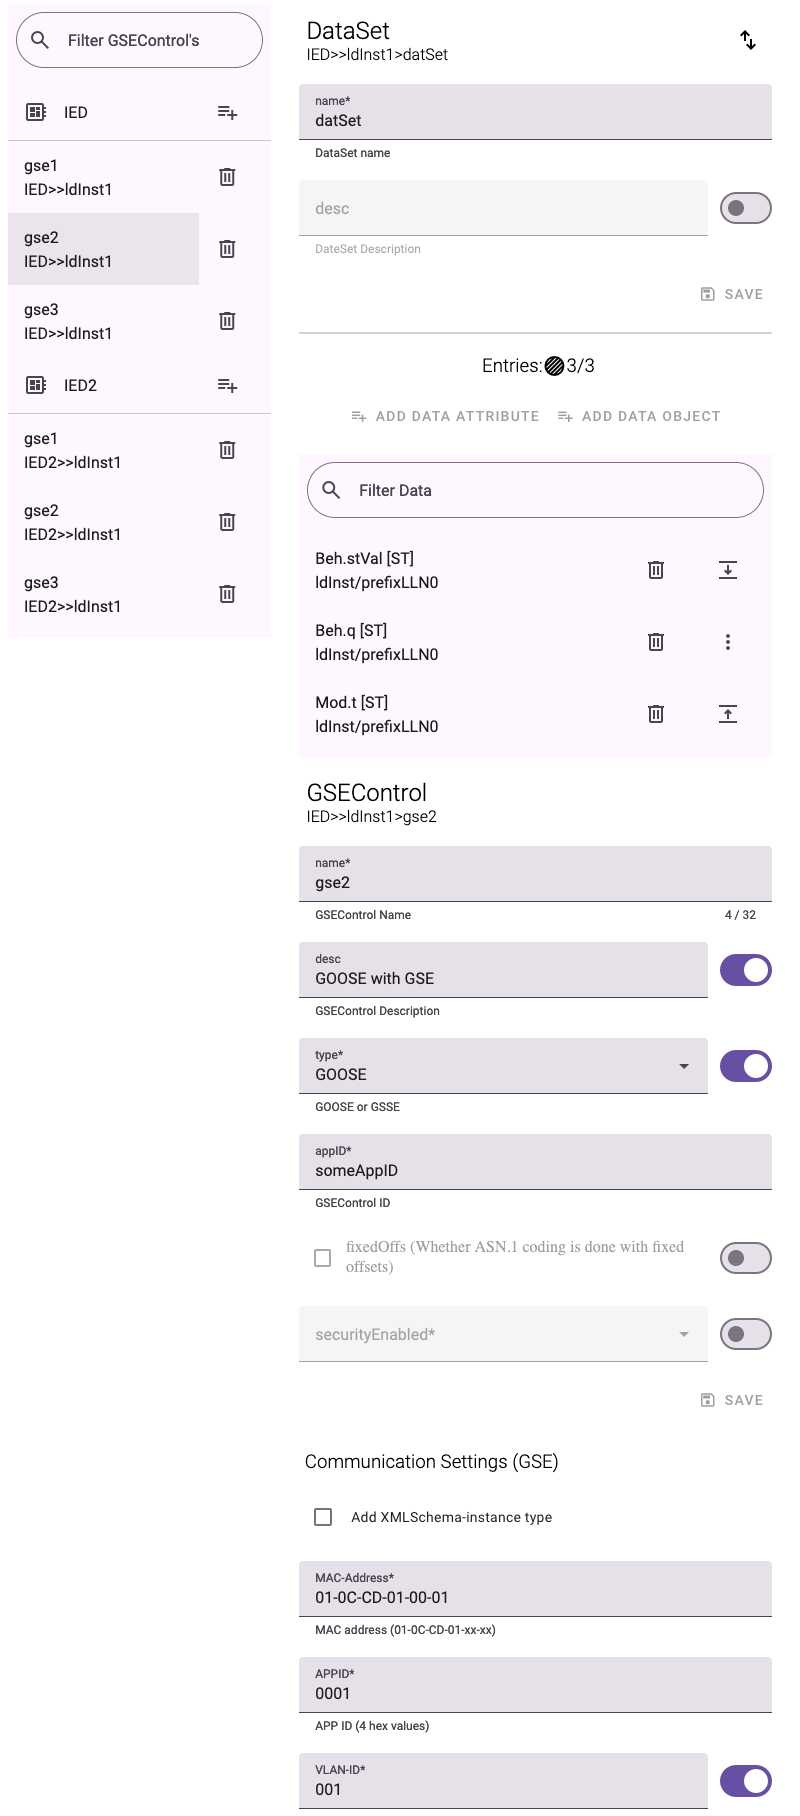 Filter GSEControl's
IED
gse1
IED>>ldInst1
gse2
IED>>ldInst1
gse3
IED>>ldInst1
IED2
gse1
IED2>>ldInst1
gse2
IED2>>ldInst1
gse3
IED2>>ldInst1
DataSet
IED>>ldInst1>datSet
name*
datSet
DataSet name
desc
DateSet Description
SAVE
Entries: 3/3
ADD DATA ATTRIBUTE ADD DATA OBJECT
Filter Data
Beh.stVal [ST]
ldInst/prefixLLN0
Beh.q [ST]
ldInst/prefixLLN0
Mod.t [ST]
ldInst/prefixLLN0
GSEControl
IED>>ldInst1>gse2
name*
gse2
GSEControl Name 4 / 32
desc
GOOSE with GSE
GSEControl Description
type*
GOOSE
GOOSE or GSSE
appID*
someAppID
GSEControl ID
fixedOffs (Whether ASN.1 coding is done with fixed
offsets)
securityEnabled*
SAVE
Communication Settings (GSE)
Add XMLSchema-instance type
MAC-Address*
01-0C-CD-01-00-01
MAC address (01-0C-CD-01-xx-xx)
APPID*
0001
APP ID (4 hex values)
VLAN-ID*
001